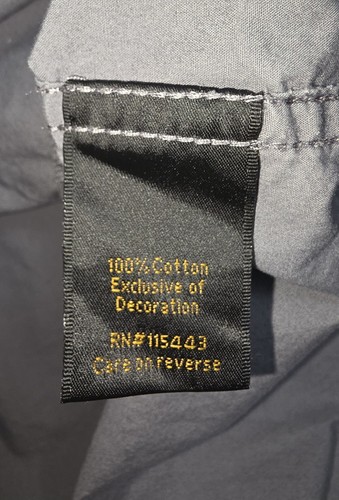 100% Cotton
Exclusive of
Decoration
RN#115443
Care on reverse